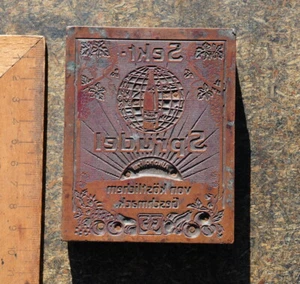 Sekt-
Sprudel
von köstlichem
Geschmack.